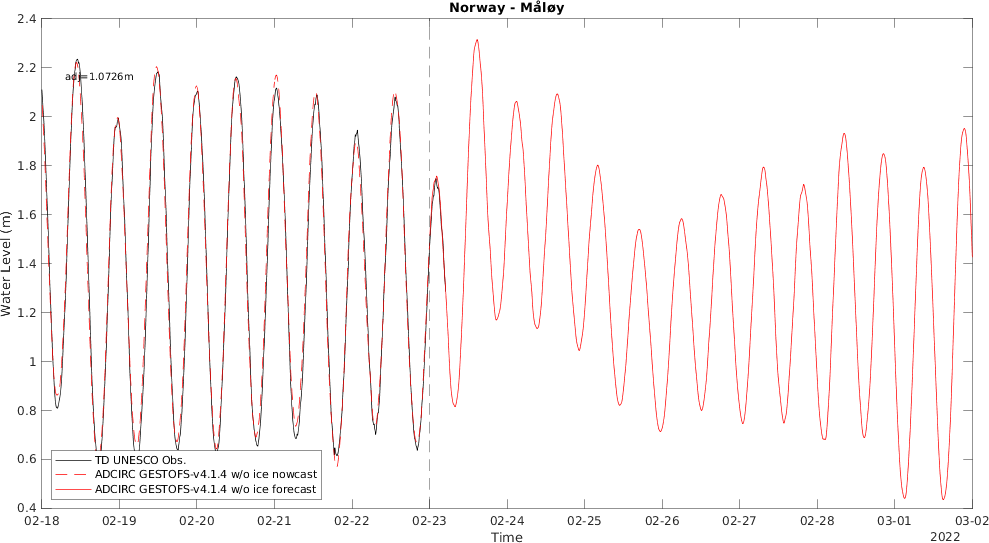 Norway - Måløy
2.4
2.2
2
1.8
1.6
1.4
1.2
1
0.8
0.6
0.4
Water Level (m)
adj=1.0726m
TD UNESCO Obs.
ADCIRC GESTOFS-v4.1.4 w/o ice nowcast
ADCIRC GESTOFS-v4.1.4 w/o ice forecast
02-18 02-19 02-20 02-21 02-22 02-23 02-24 02-25 02-26 02-27 02-28 03-01 03-02
Time
2022